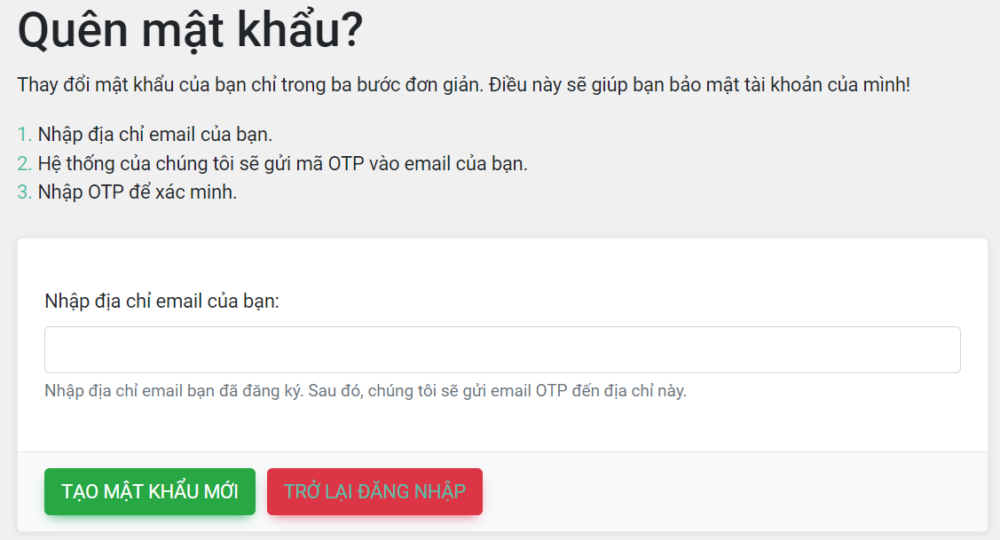 Quên mật khẩu?
Thay đổi mật khẩu của bạn chỉ trong ba bước đơn giản. Điều này sẽ giúp bạn bảo mật tài khoản của mình!
1. Nhập địa chỉ email của bạn.
2. Hệ thống của chúng tôi sẽ gửi mã OTP vào email của bạn.
3. Nhập OTP để xác minh.
Nhập địa chỉ email của bạn:
Nhập địa chỉ email bạn đã đăng ký. Sau đó, chúng tôi sẽ gửi email OTP đến địa chỉ này.
TẠO MẬT KHẨU MỚI TRỞ LẠI ĐĂNG NHẬP